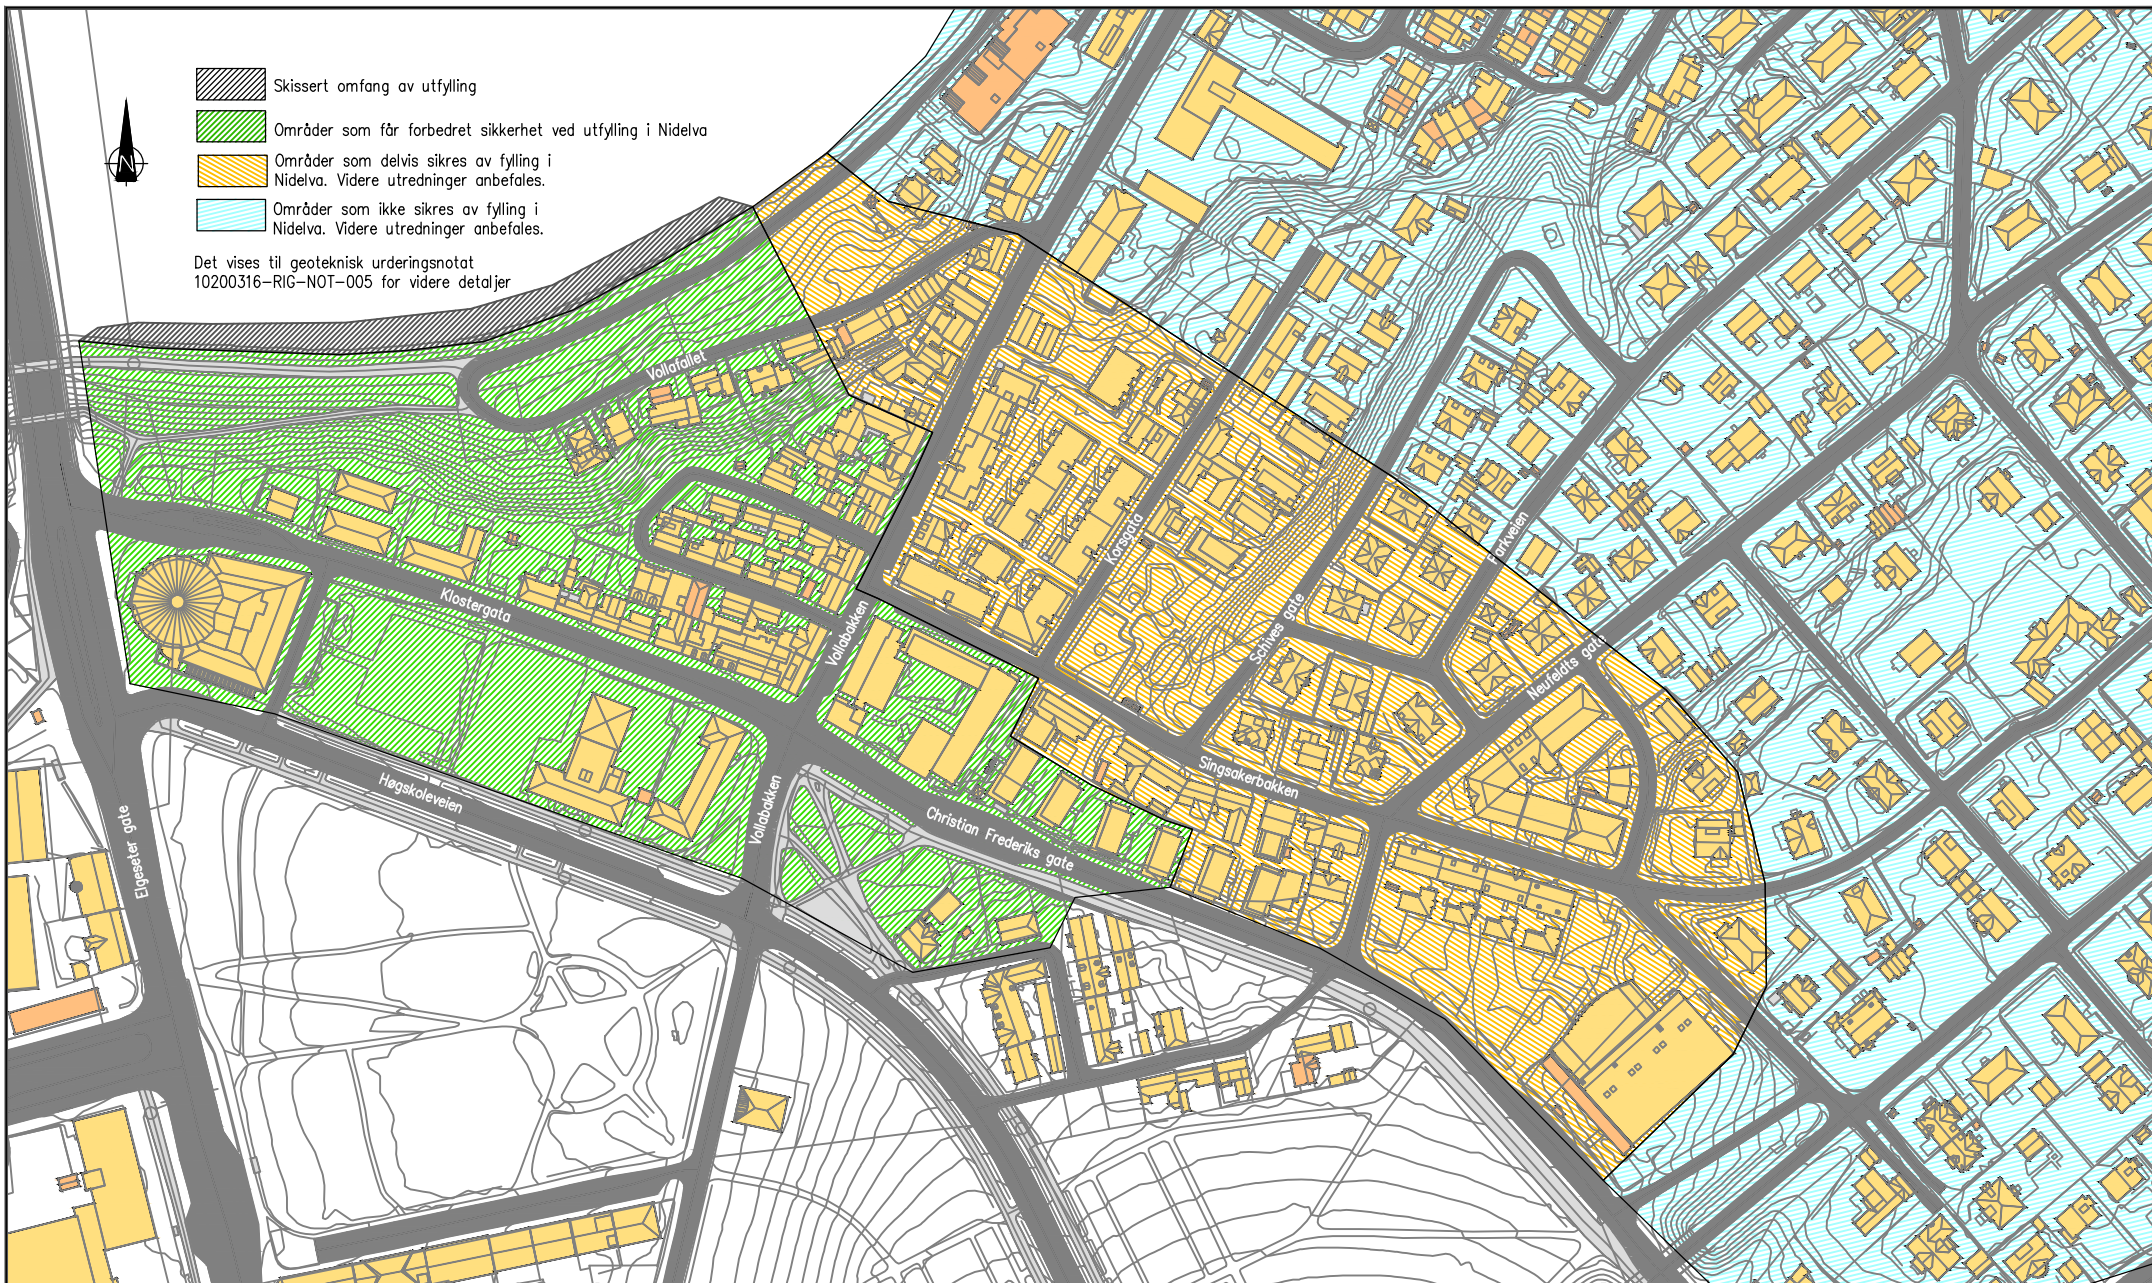 Skissert omfang av utfylling
Områder som får forbedret sikkerhet ved utfylling i Nidelva
Områder som delvis sikres av fylling i
Nidelva. Videre utredninger anbefales.
Områder som ikke sikres av fylling i
Nidelva. Videre utredninger anbefales.
Det vises til geoteknisk urderingsnotat
10200316-RIG-NOT-005 for videre detaljer
N
Vollafallet
Klostergata
Vollabakken
Korsgata
Parkveien
Schives gate
Neufeldts gate
Singsakerbakken
Høgskoleveien
Vollabakken
Christian Frederiks gate
Elgeseter gate